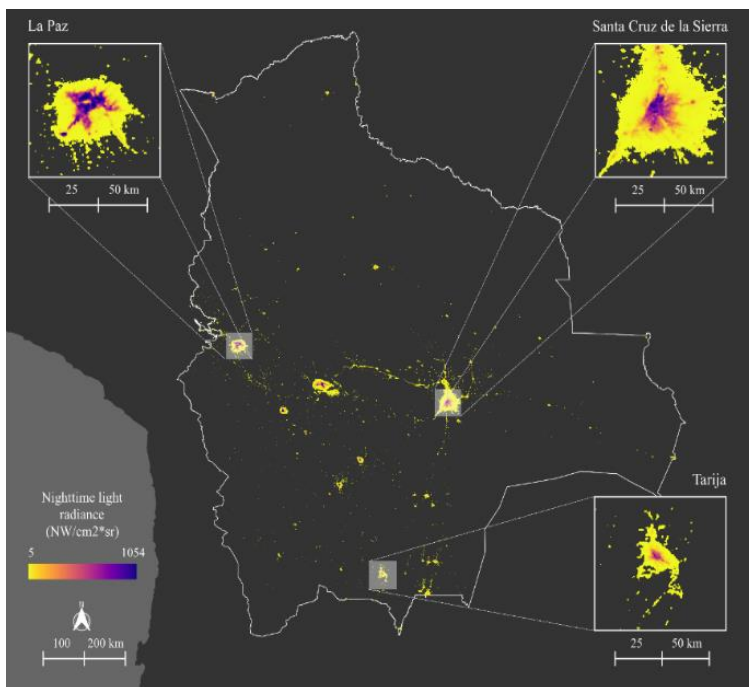 La Paz
Santa Cruz de la Sierra
25 50 km
25 50 km
Tarija
Nighttime light
radiance
(NW/cm2*sr)
5 1054
N
100 200 km
25 50 km